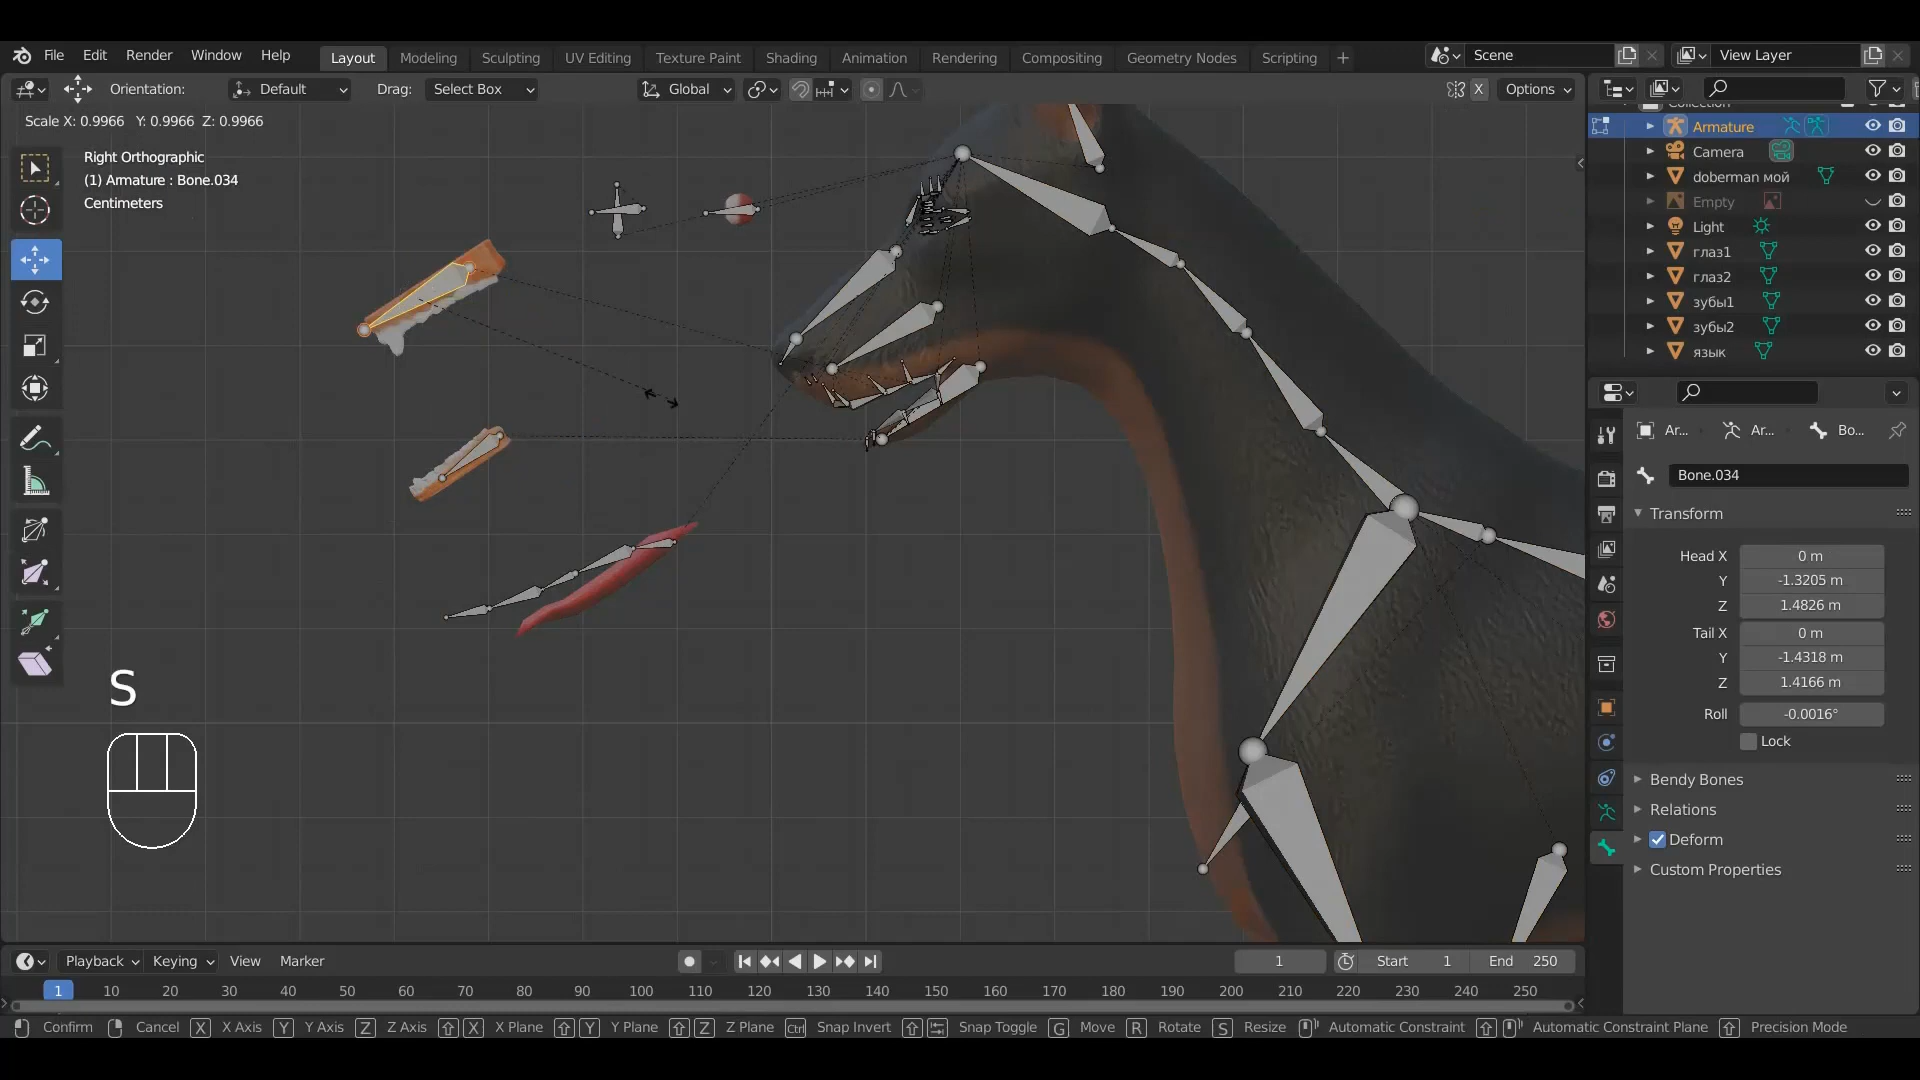 File Edit Render Window Help Layout Modeling Sculpting UV Editing Texture Paint Shading Animation Rendering Compositing Geometry Nodes Scripting + Scene View Layer
Orientation: Default Drag: Select Box Global X Options
Scale X: 0.9966 Y: 0.9966 Z: 0.9966
Right Orthographic
(1) Armature : Bone.034
Centimeters
Collection
Armature
Camera
doberman мой
Empty
Light
глаз1
глаз2
зубы1
зубы2
язык
Ar... Ar... Bo...
Bone.034
Transform
Head X 0 m
Y -1.3205 m
Z 1.4826 m
Tail X 0 m
Y -1.4318 m
Z 1.4166 m
Roll -0.0016°
Lock
Bendy Bones
Relations
Deform
Custom Properties
S
Playback Keying View Marker 1 Start 1 End 250
1 10 20 30 40 50 60 70 80 90 100 110 120 130 140 150 160 170 180 190 200 210 220 230 240 250
Confirm Cancel X X Axis Y Y Axis Z Z Axis X X Plane Y Y Plane Z Z Plane Ctrl Snap Invert Snap Toggle G Move R Rotate S Resize Automatic Constraint Automatic Constraint Plane Precision Mode